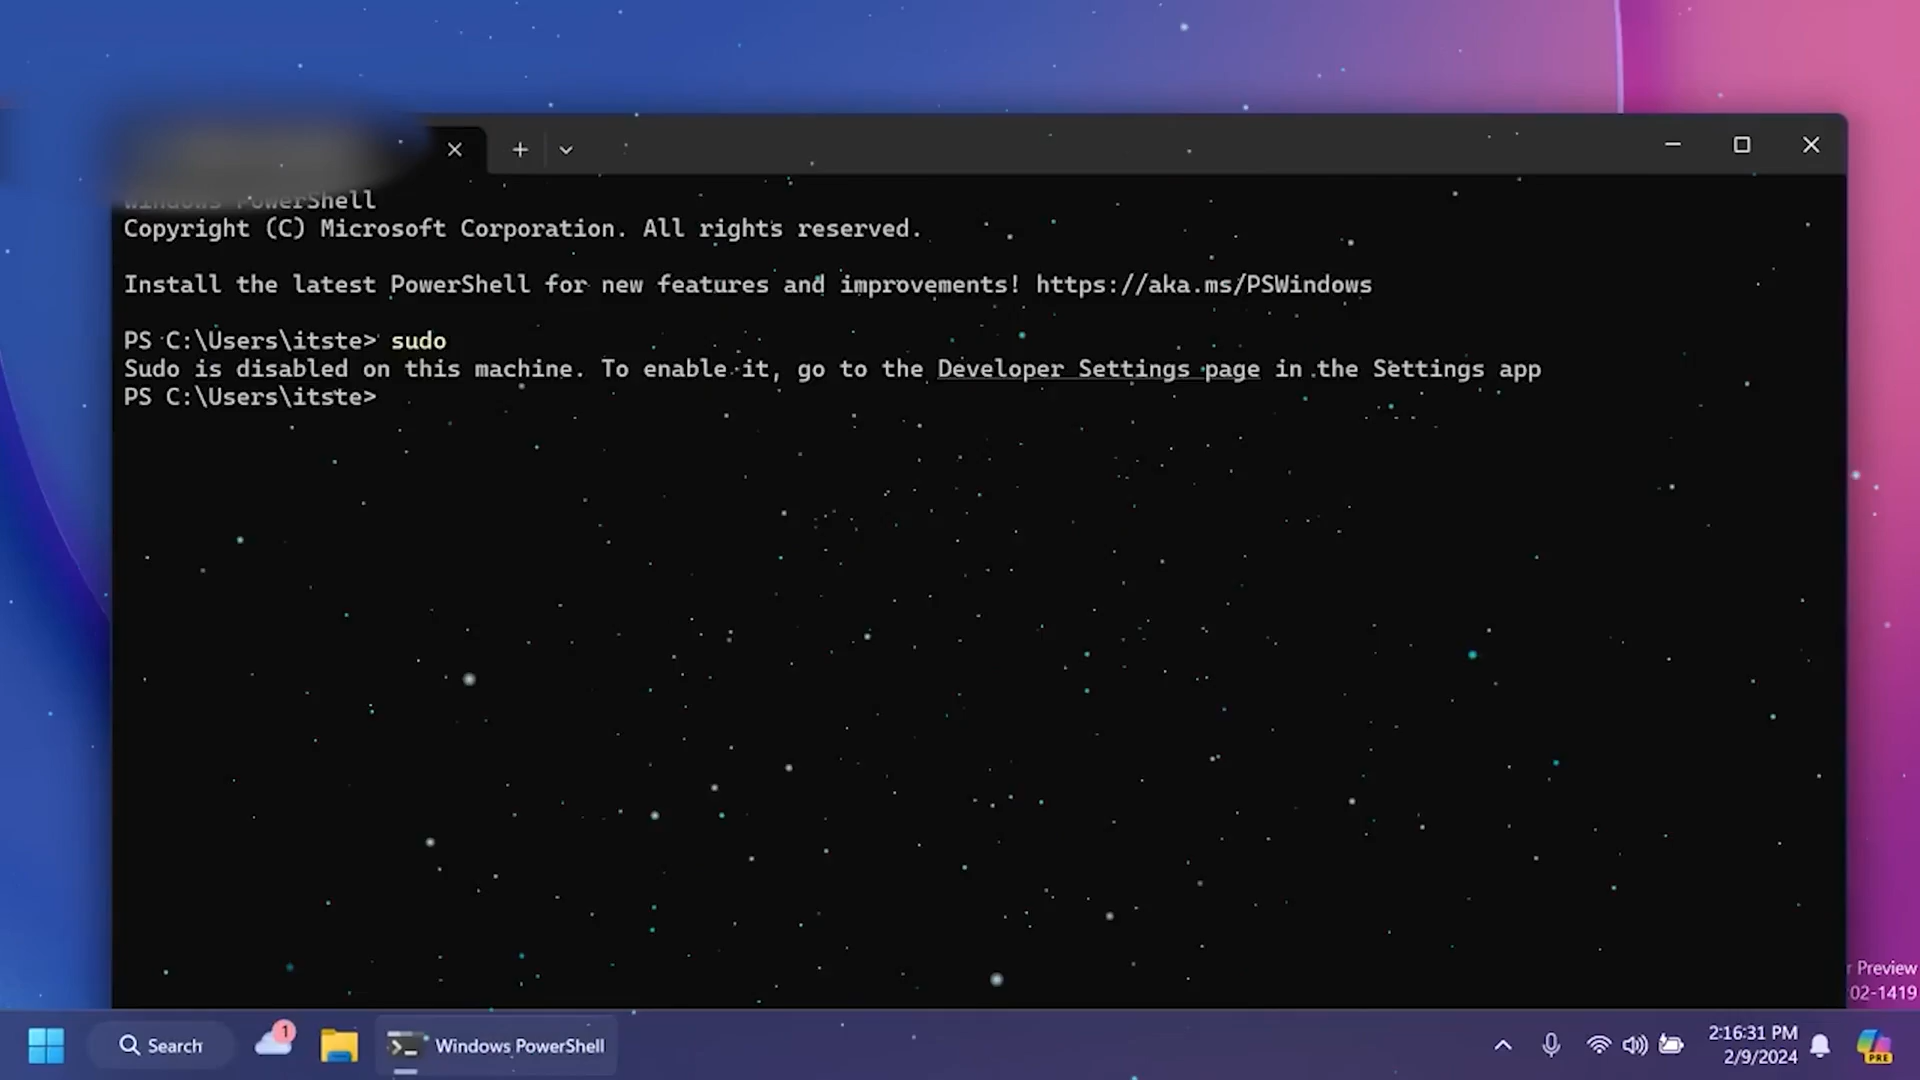 Windows PowerShell
Copyright (C) Microsoft Corporation. All rights reserved.
Install the latest PowerShell for new features and improvements! https://aka.ms/PSWindows
PS C:\Users\itste> sudo
Sudo is disabled on this machine. To enable it, go to the Developer Settings page in the Settings app
PS C:\Users\itste>
r Preview
02-1419
Search
1
Windows PowerShell
2:16:31 PM
2/9/2024
PRE